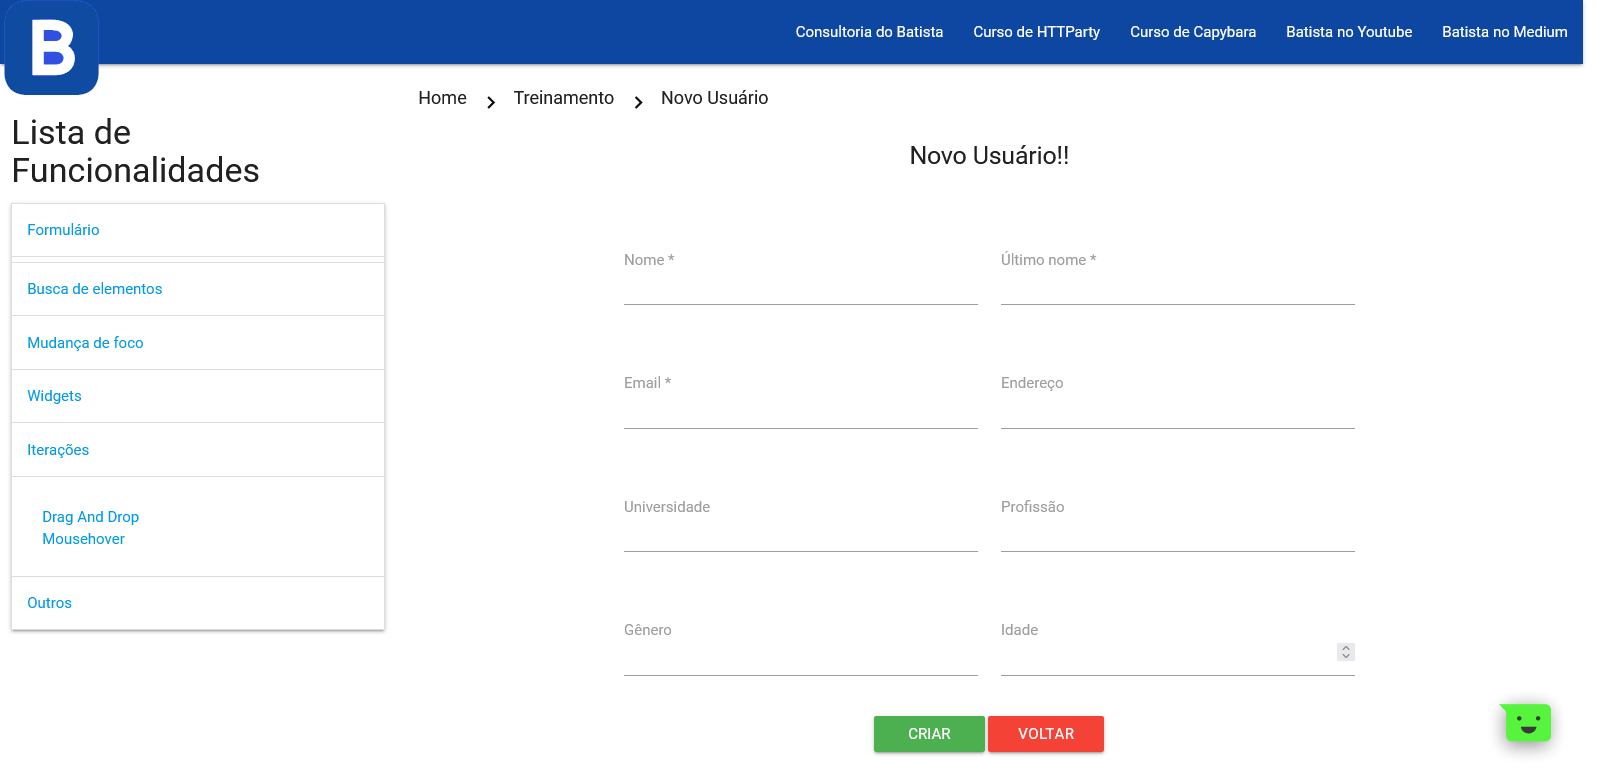 B
Consultoria do Batista Curso de HTTParty Curso de Capybara Batista no Youtube Batista no Medium
Home Treinamento Novo Usuário
Lista de
Funcionalidades
Formulário
Busca de elementos
Mudança de foco
Widgets
Iterações
Drag And Drop
Mousehover
Outros
Novo Usuário!!
Nome * Último nome *
Email * Endereço
Universidade Profissão
Gênero Idade
CRIAR VOLTAR